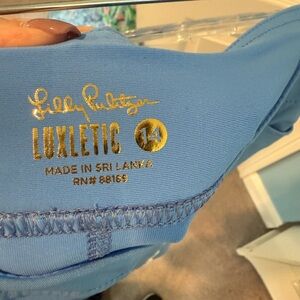 Lilly Pulitzer
LUXLETIC 14
MADE IN SRI LANKA
RN# 88165